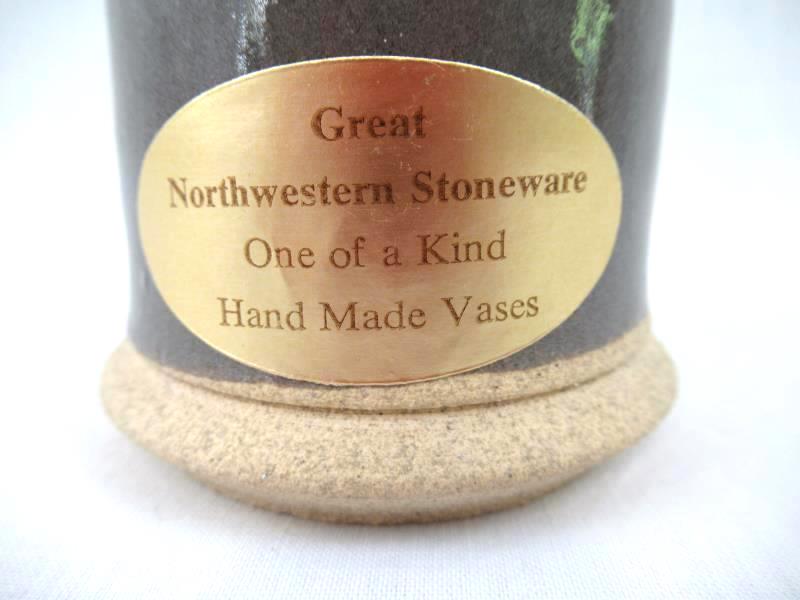 Great
Northwestern Stoneware
One of a Kind
Hand Made Vases